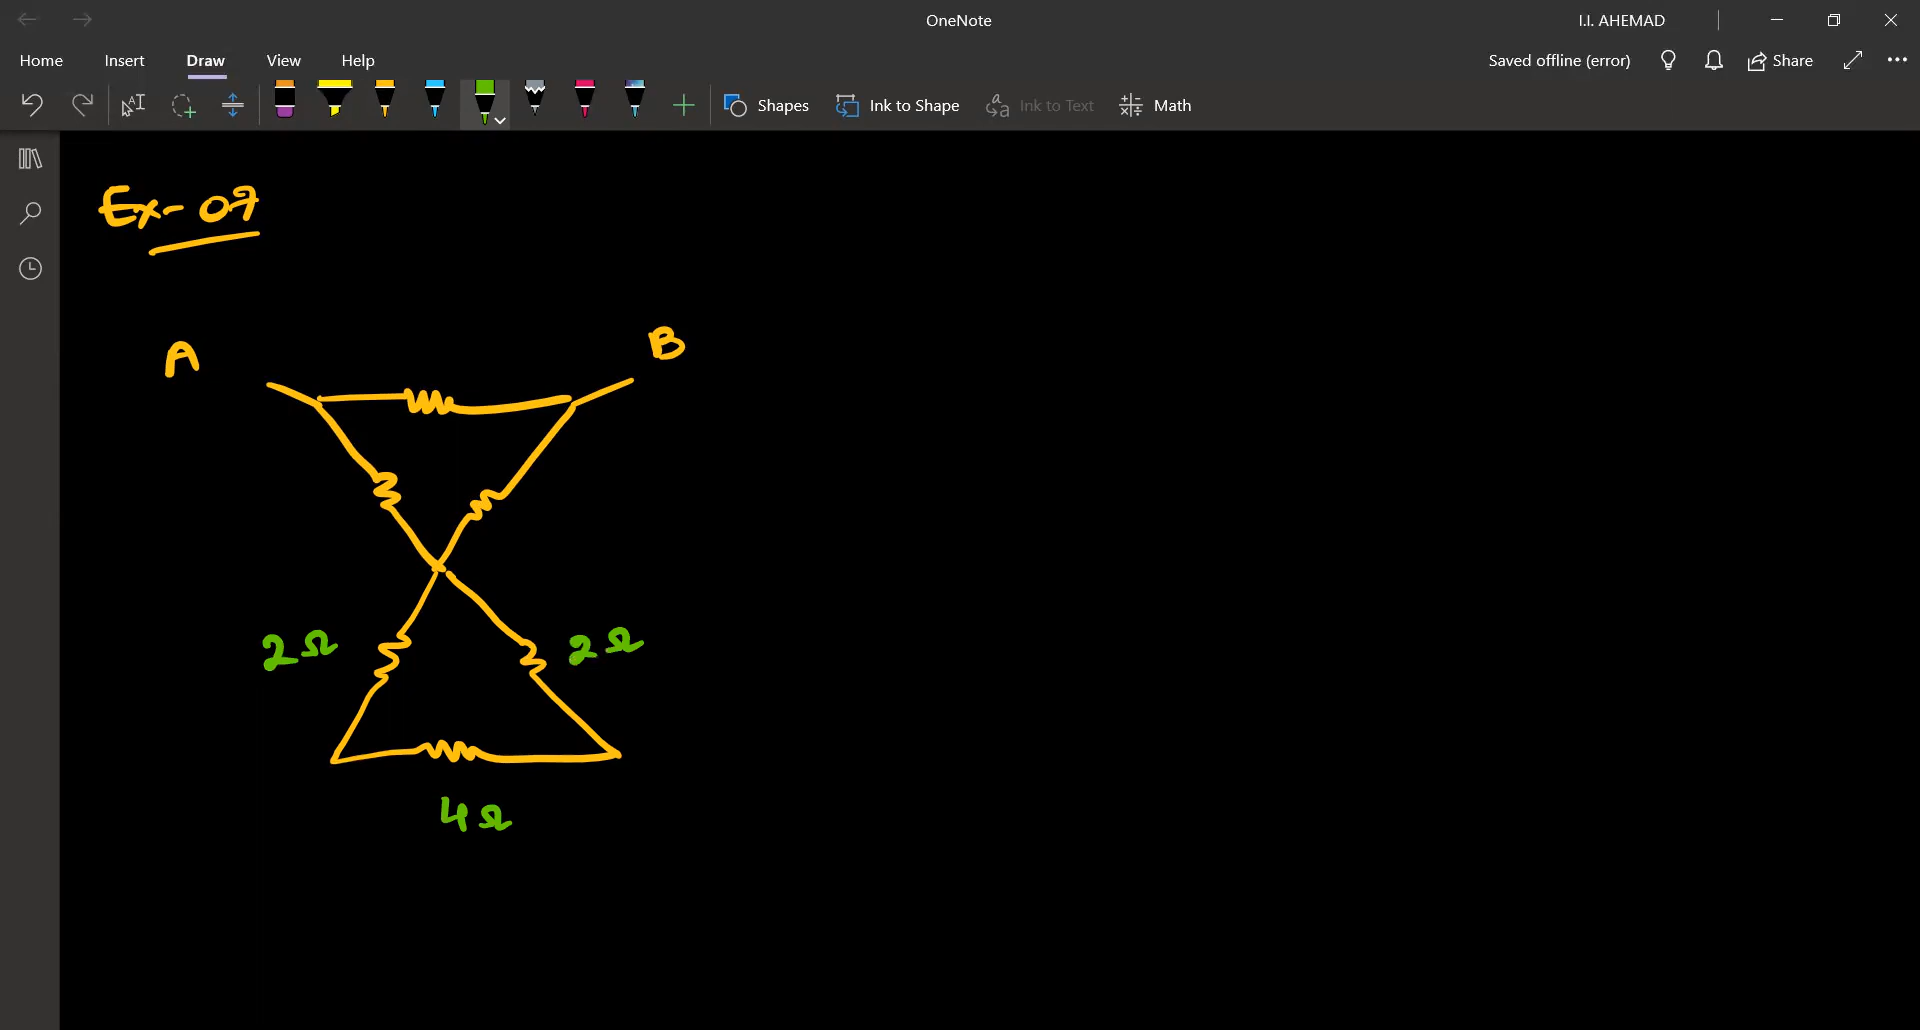 OneNote
I.I. AHEMAD
Home Insert Draw View Help
Saved offline (error) Share
Shapes Ink to Shape Ink to Text Math
Ex-07
A B
2Ω 2Ω
4Ω